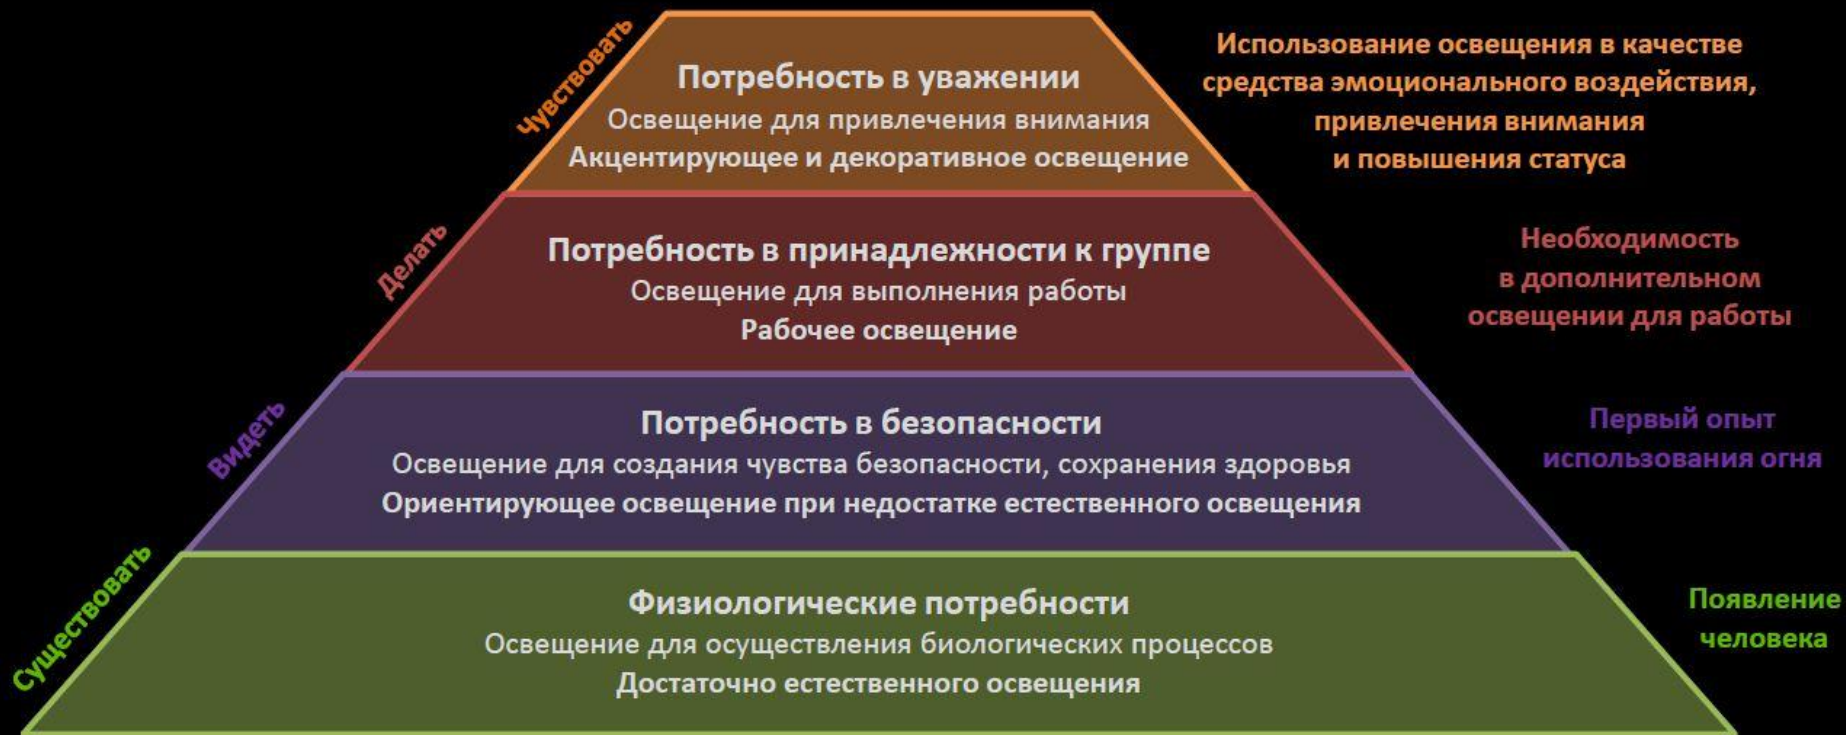 Чувствовать
Потребность в уважении
Освещение для привлечения внимания
Акцентирующее и декоративное освещение
Использование освещения в качестве
средства эмоционального воздействия,
привлечения внимания
и повышения статуса
Делать
Потребность в принадлежности к группе
Освещение для выполнения работы
Рабочее освещение
Необходимость
в дополнительном
освещении для работы
Видеть
Потребность в безопасности
Освещение для создания чувства безопасности, сохранения здоровья
Ориентирующее освещение при недостатке естественного освещения
Первый опыт
использования огня
Существовать
Физиологические потребности
Освещение для осуществления биологических процессов
Достаточно естественного освещения
Появление
человека